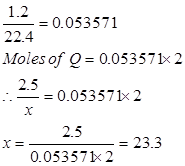 1.2/22.4 = 0.053571
Moles of Q = 0.053571×2
∴ 2.5/x = 0.053571×2
x = 2.5/0.053571×2 = 23.3